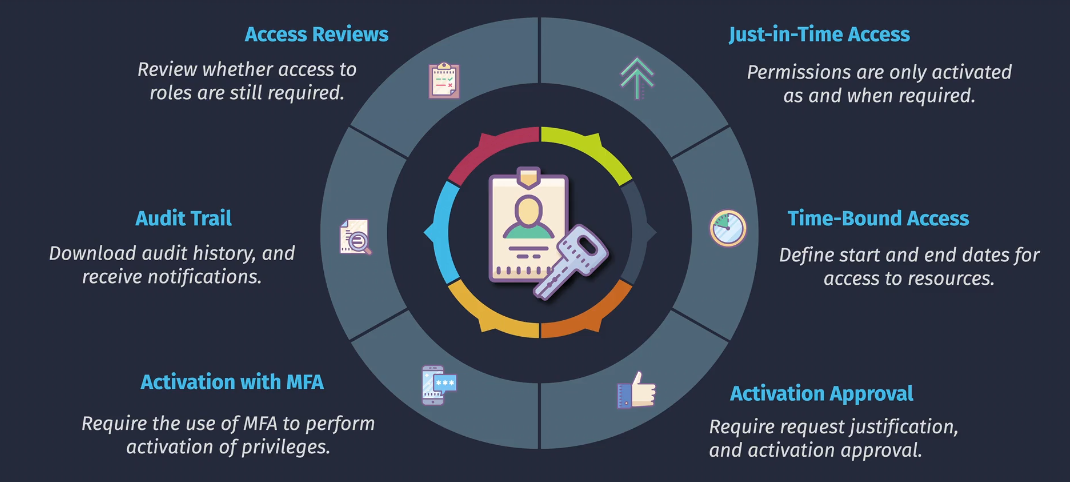 Access Reviews
Review whether access to
roles are still required.
Just-in-Time Access
Permissions are only activated
as and when required.
Audit Trail
Download audit history, and
receive notifications.
Time-Bound Access
Define start and end dates for
access to resources.
Activation with MFA
Require the use of MFA to perform
activation of privileges.
Activation Approval
Require request justification,
and activation approval.